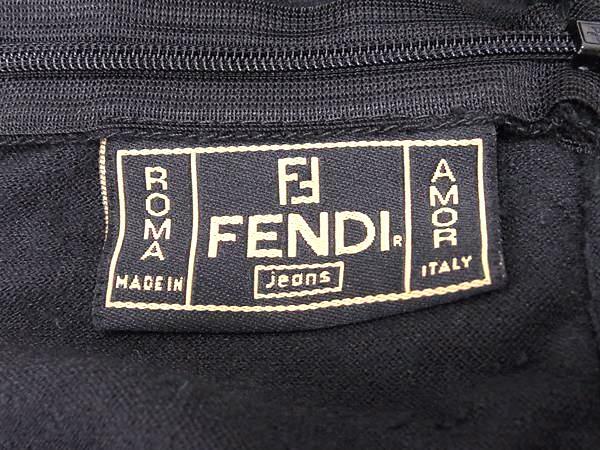 ROMA
MADE IN
FF
FENDI®
jeans
AMOR
ITALY